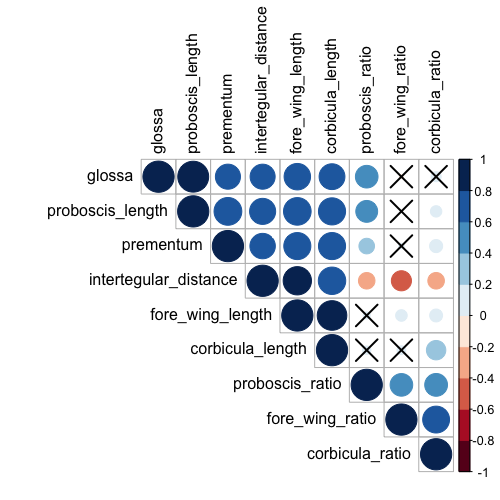 glossa
proboscis_length
prementum
intertegular_distance
fore_wing_length
corbicula_length
proboscis_ratio
fore_wing_ratio
corbicula_ratio
glossa
proboscis_length
prementum
intertegular_distance
fore_wing_length
corbicula_length
proboscis_ratio
fore_wing_ratio
corbicula_ratio
1
0.8
0.6
0.4
0.2
0
-0.2
-0.4
-0.6
-0.8
-1